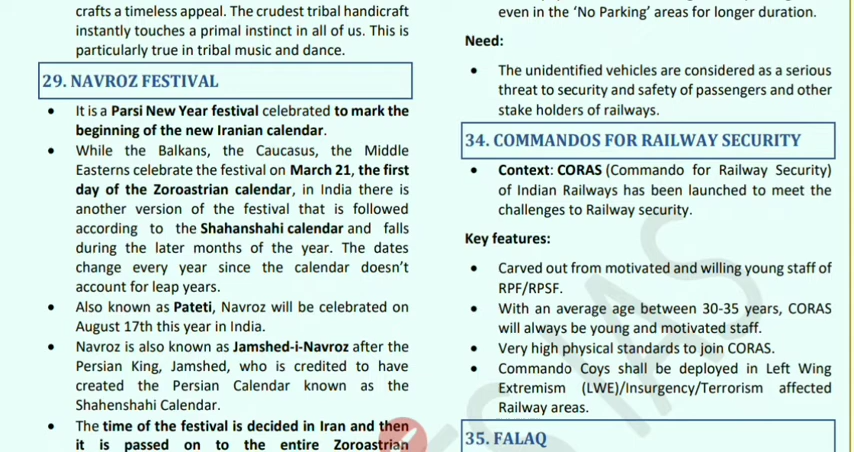 crafts a timeless appeal. The crudest tribal handicraft
instantly touches a primal instinct in all of us. This is
particularly true in tribal music and dance.
29. NAVROZ FESTIVAL
• It is a Parsi New Year festival celebrated to mark the
beginning of the new Iranian calendar.
• While the Balkans, the Caucasus, the Middle
Easterns celebrate the festival on March 21, the first
day of the Zoroastrian calendar, in India there is
another version of the festival that is followed
according to the Shahanshahi calendar and falls
during the later months of the year. The dates
change every year since the calendar doesn't
account for leap years.
• Also known as Pateti, Navroz will be celebrated on
August 17th this year in India.
• Navroz is also known as Jamshed-i-Navroz after the
Persian King, Jamshed, who is credited to have
created the Persian Calendar known as the
Shahenshahi Calendar.
• The time of the festival is decided in Iran and then
it is passed on to the entire Zoroastrian
even in the 'No Parking' areas for longer duration.
Need:
• The unidentified vehicles are considered as a serious
threat to security and safety of passengers and other
stake holders of railways.
34. COMMANDOS FOR RAILWAY SECURITY
• Context: CORAS (Commando for Railway Security)
of Indian Railways has been launched to meet the
challenges to Railway security.
Key features:
• Carved out from motivated and willing young staff of
RPF/RPSF.
• With an average age between 30-35 years, CORAS
will always be young and motivated staff.
• Very high physical standards to join CORAS.
• Commando Coys shall be deployed in Left Wing
Extremism (LWE)/Insurgency/Terrorism affected
Railway areas.
35. FALAQ